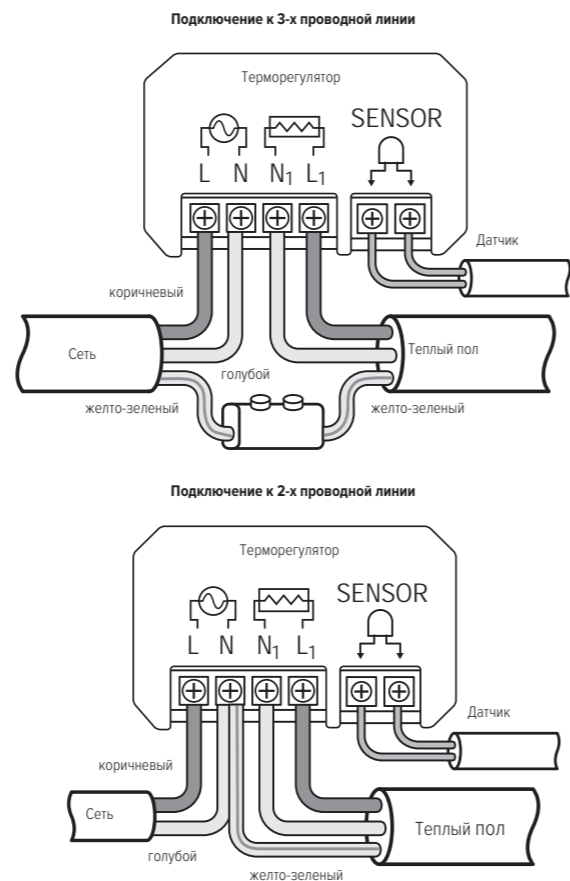 Подключение к 3-х проводной линии
Терморегулятор
SENSOR
L N N1 L1
Датчик
коричневый
Сеть
Теплый пол
голубой
желто-зеленый
желто-зеленый
Подключение к 2-х проводной линии
Терморегулятор
SENSOR
L N N1 L1
Датчик
коричневый
Сеть
Теплый пол
голубой
желто-зеленый